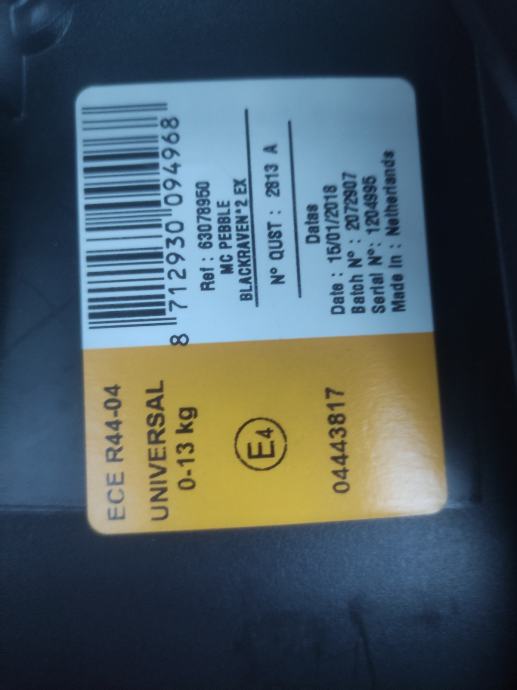 8 712930 094968
Ref : 63078950
MC PEBBLE
BLACKRAVEN*2 EX
N° QUST : 2813 A
Datas
Date : 15/01/2018
Batch N° : 2072907
Serial N°: 1204995
Made in : Netherlands
ECE R44-04
UNIVERSAL
0-13 kg
E4
04443817